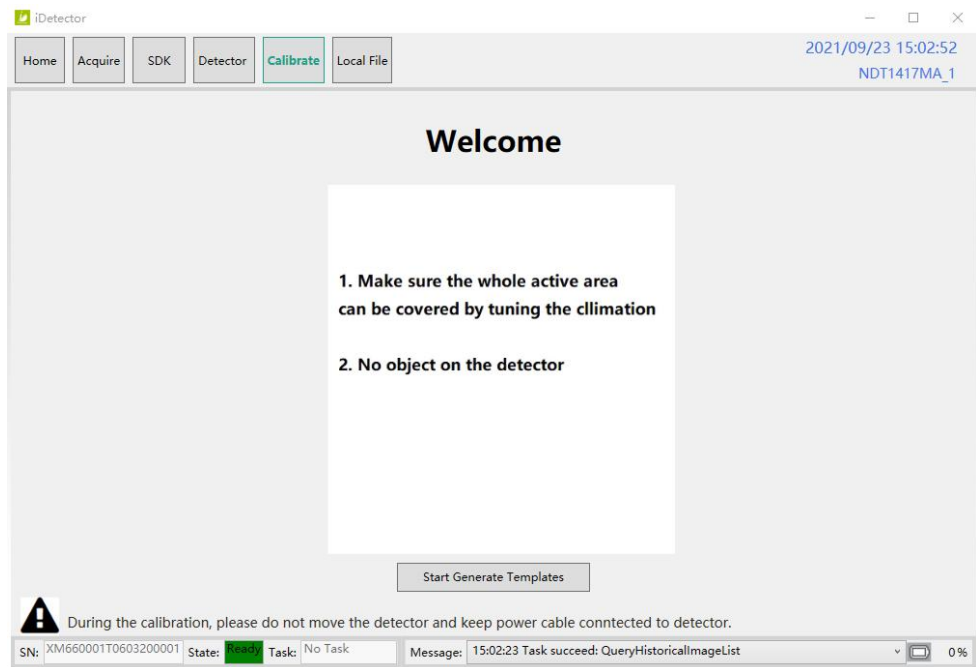 iDetector
Home Acquire SDK Detector Calibrate Local File
2021/09/23 15:02:52
NDT1417MA_1
Welcome
1. Make sure the whole active area
can be covered by tuning the cllimation
2. No object on the detector
Start Generate Templates
During the calibration, please do not move the detector and keep power cable conntected to detector.
SN: XM660001T0603200001 State: Ready Task: No Task Message: 15:02:23 Task succeed: QueryHistoricalImageList 0%